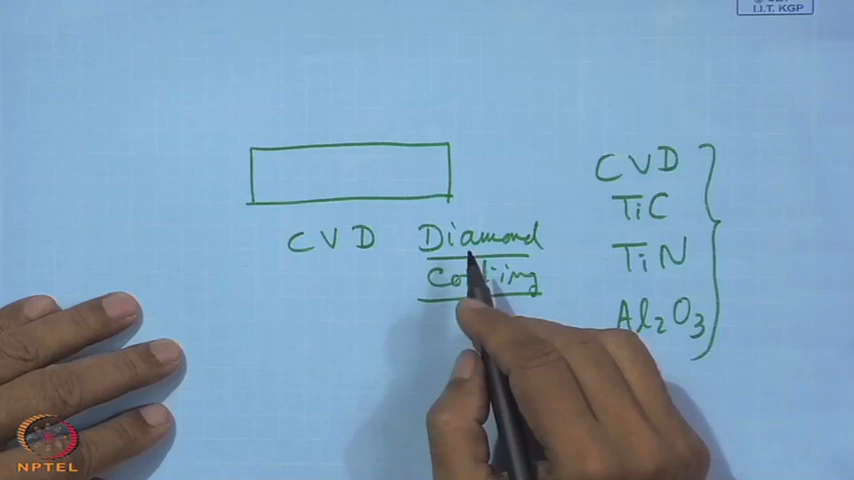 I.I.T. KGP
CVD Diamond
Coating
CVD
TiC
TiN
Al2O3
NPTEL